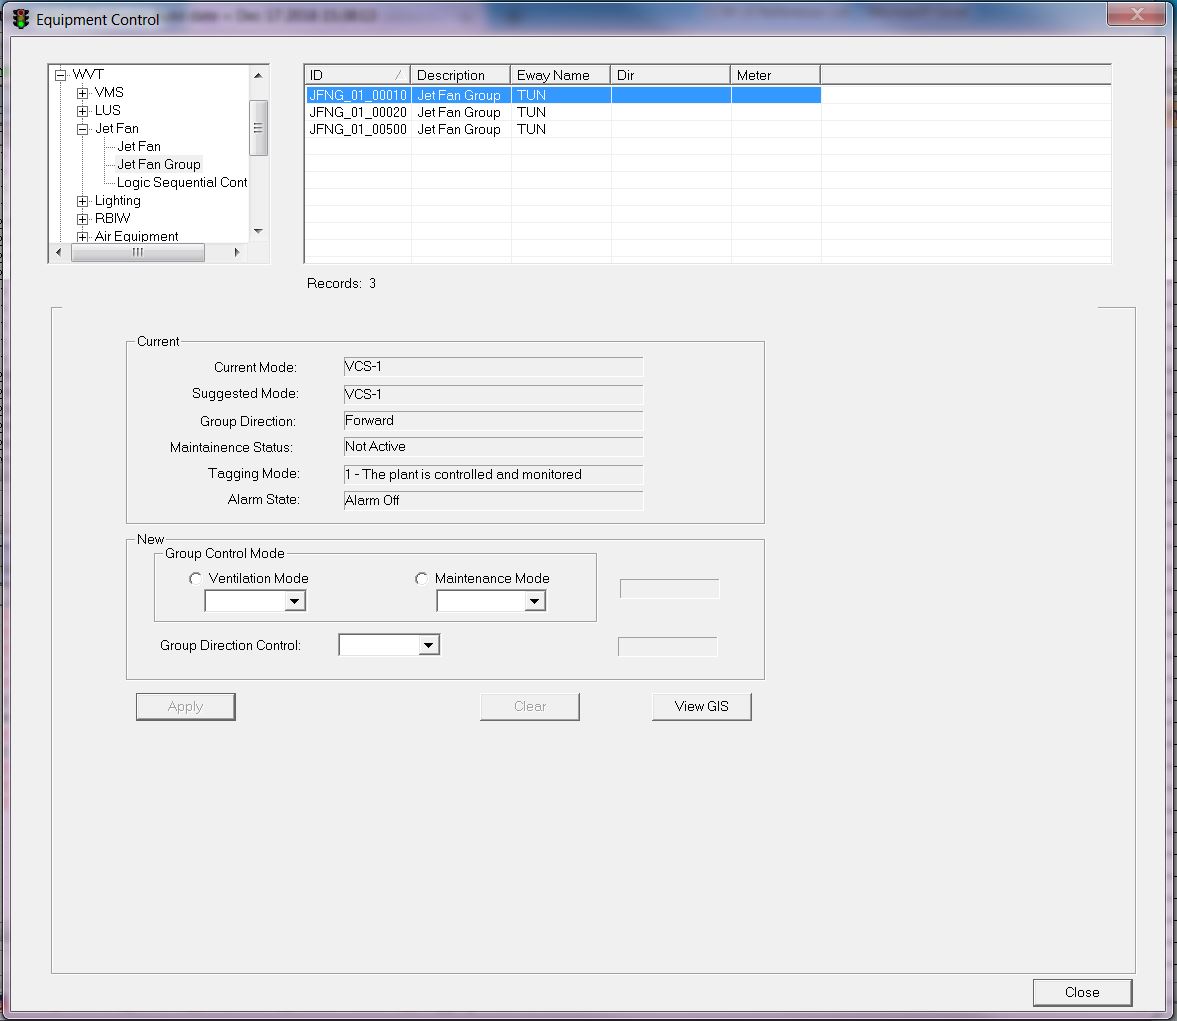 Equipment Control
WVT
VMS
LUS
Jet Fan
Jet Fan
Jet Fan Group
Logic Sequential Cont
Lighting
RBIW
Air Equipment
ID Description Eway Name Dir Meter
JFNG_01_00010 Jet Fan Group TUN
JFNG_01_00020 Jet Fan Group TUN
JFNG_01_00500 Jet Fan Group TUN
Records: 3
Current
Current Mode: VCS-1
Suggested Mode: VCS-1
Group Direction: Forward
Maintainence Status: Not Active
Tagging Mode: 1 - The plant is controlled and monitored
Alarm State: Alarm Off
New
Group Control Mode
Ventilation Mode Maintenance Mode
Group Direction Control:
Apply Clear View GIS
Close